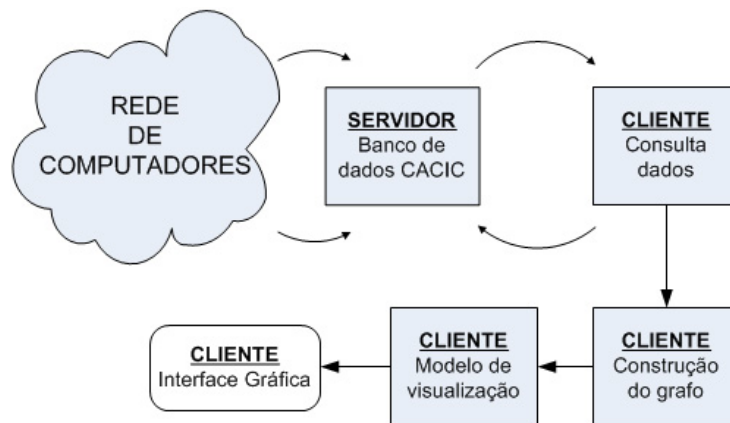 REDE
DE
COMPUTADORES
SERVIDOR
Banco de
dados CACIC
CLIENTE
Consulta
dados
CLIENTE
Interface Gráfica
CLIENTE
Modelo de
visualização
CLIENTE
Construção
do grafo